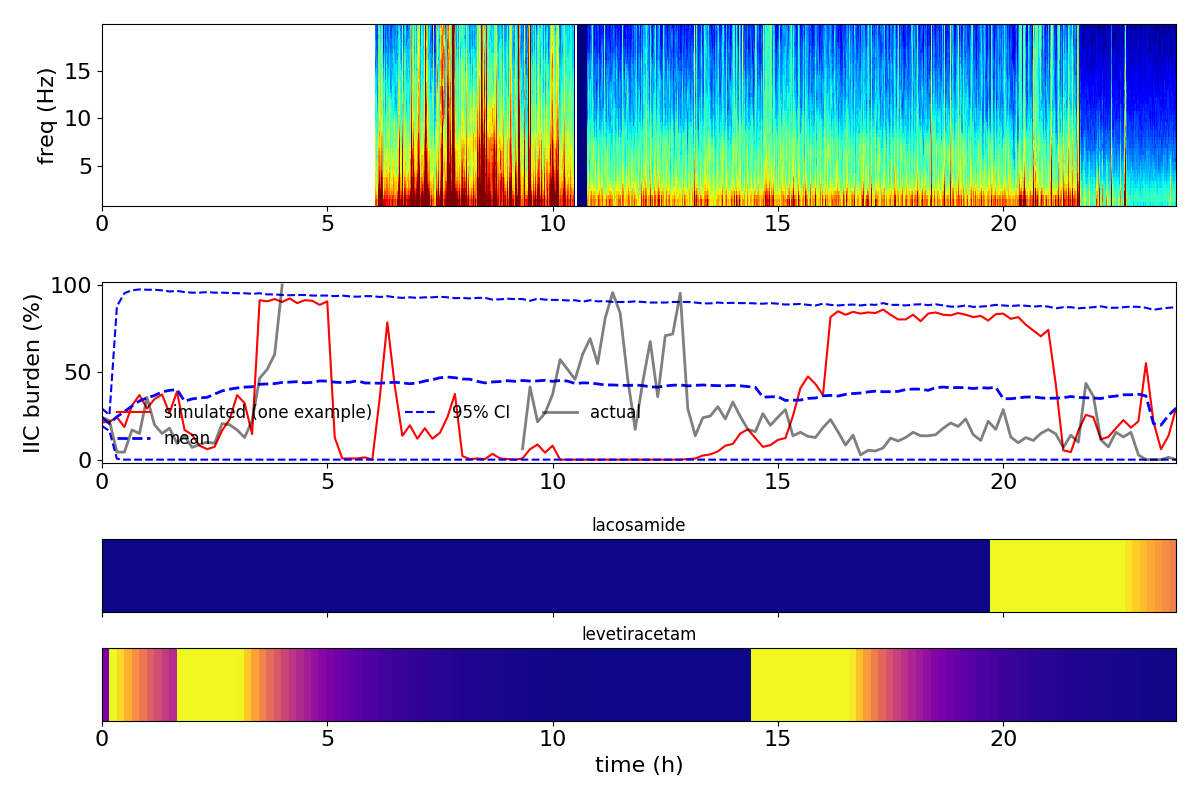 freq (Hz)
15
10
5
0 5 10 15 20
IIC burden (%)
100
50
0
simulated (one example) 95% CI actual
mean
0 5 10 15 20
lacosamide
levetiracetam
0 5 10 15 20
time (h)